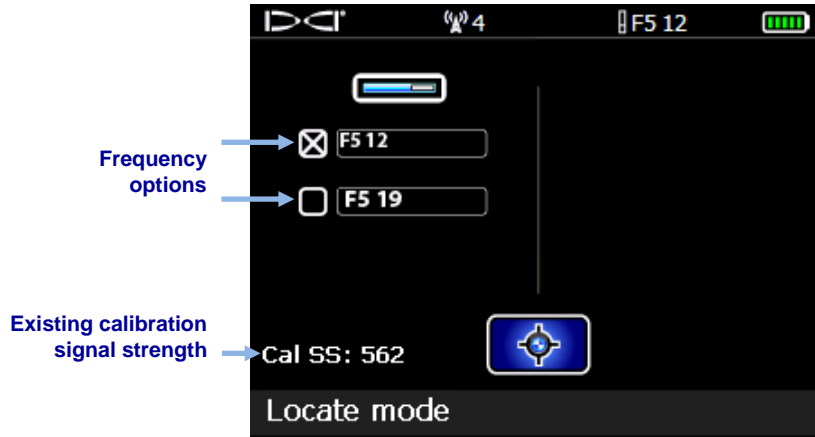 DCI 4 F5 12
Frequency
options
F5 12
F5 19
Existing calibration
signal strength
Cal SS: 562
Locate mode